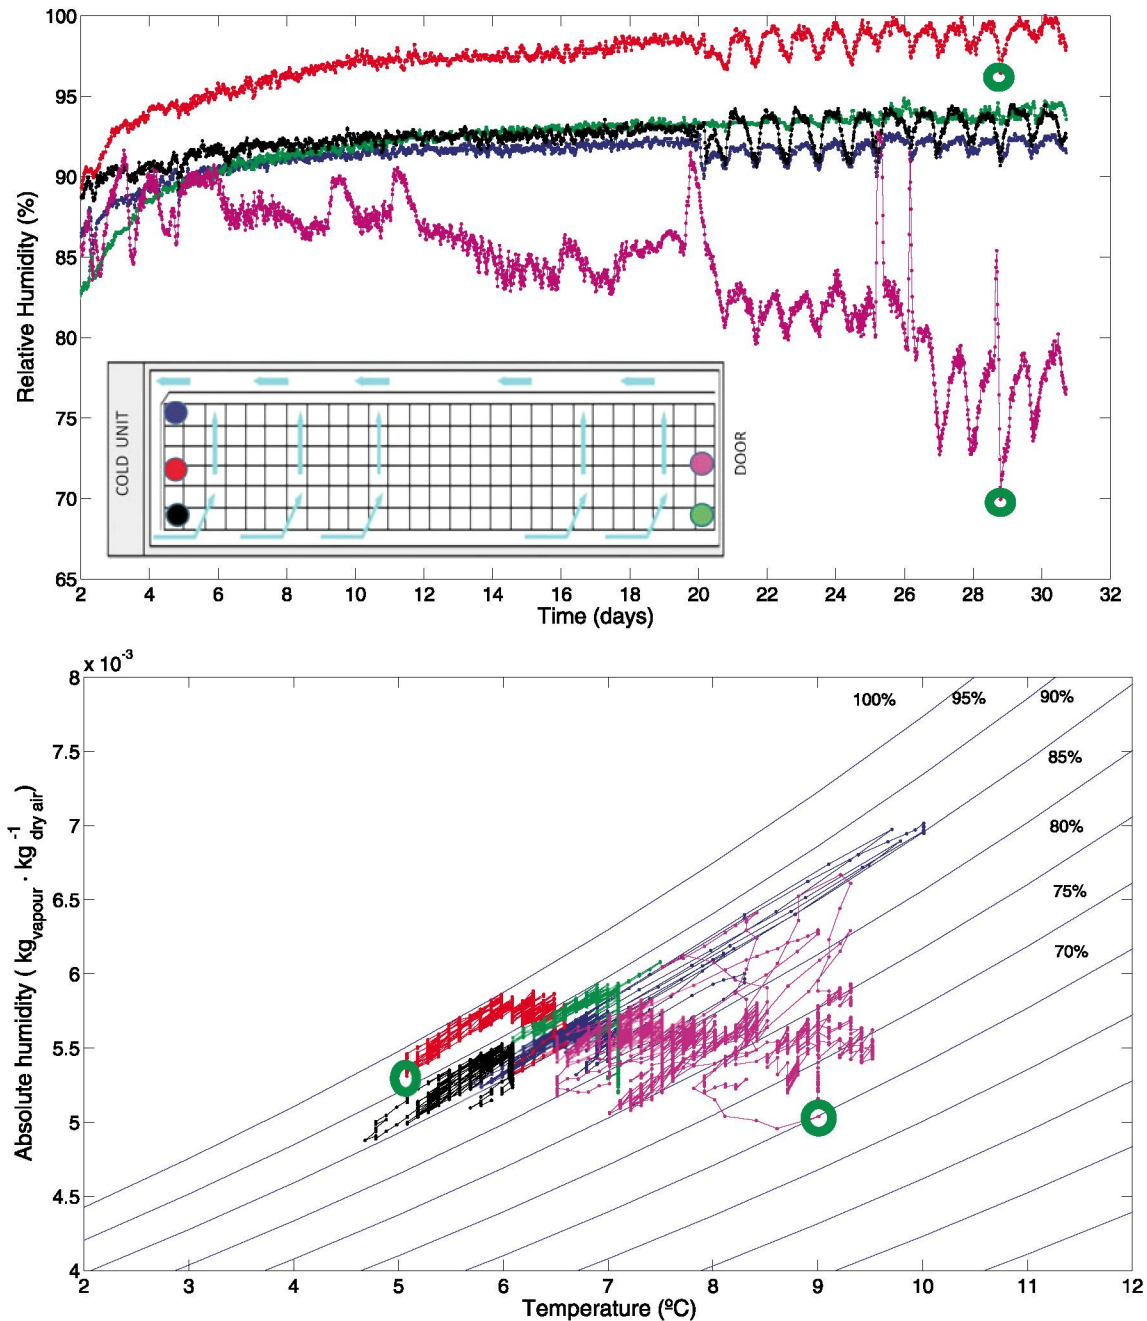 100
95
90
85
80
75
70
65
Relative Humidity (%)
COLD UNIT
DOOR
2 4 6 8 10 12 14 16 18 20 22 24 26 28 30 32
Time (days)
x 10⁻³
8
7.5
7
6.5
6
5.5
5
4.5
4
Absolute humidity ( kg_vapour · kg⁻¹_dry air)
100% 95% 90%
85%
80%
75%
70%
2 3 4 5 6 7 8 9 10 11 12
Temperature (ºC)